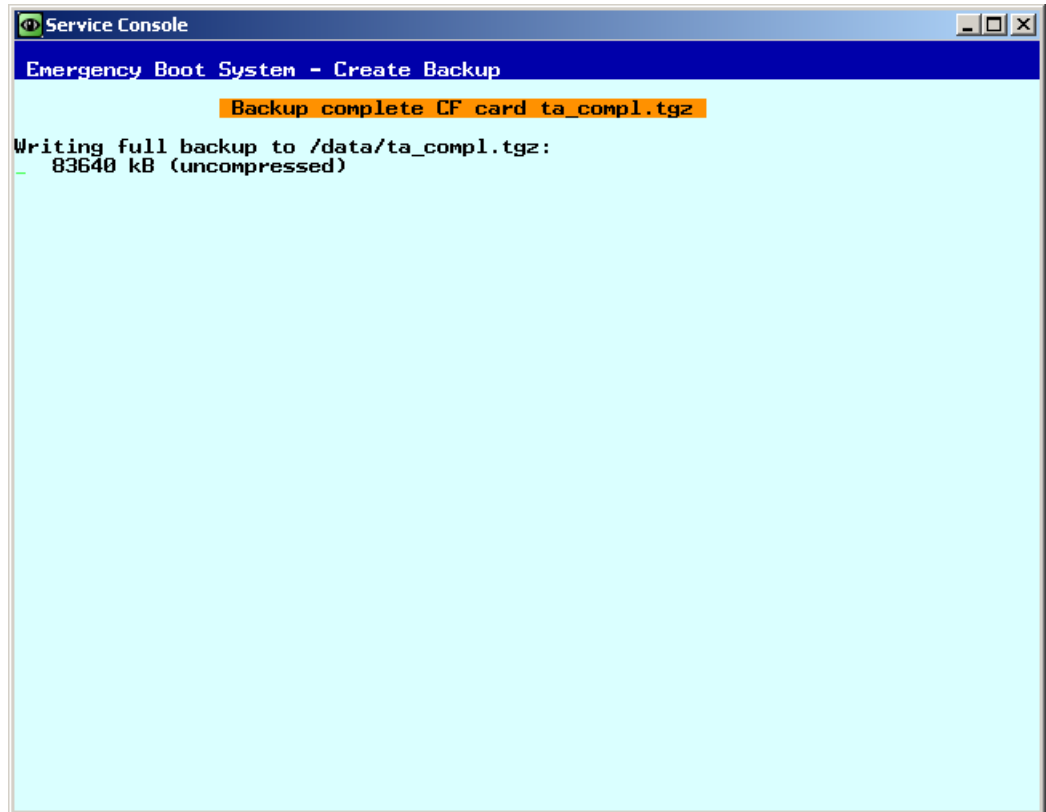 Service Console
Emergency Boot System - Create Backup
Backup complete CF card ta_compl.tgz
Writing full backup to /data/ta_compl.tgz:
83640 kB (uncompressed)